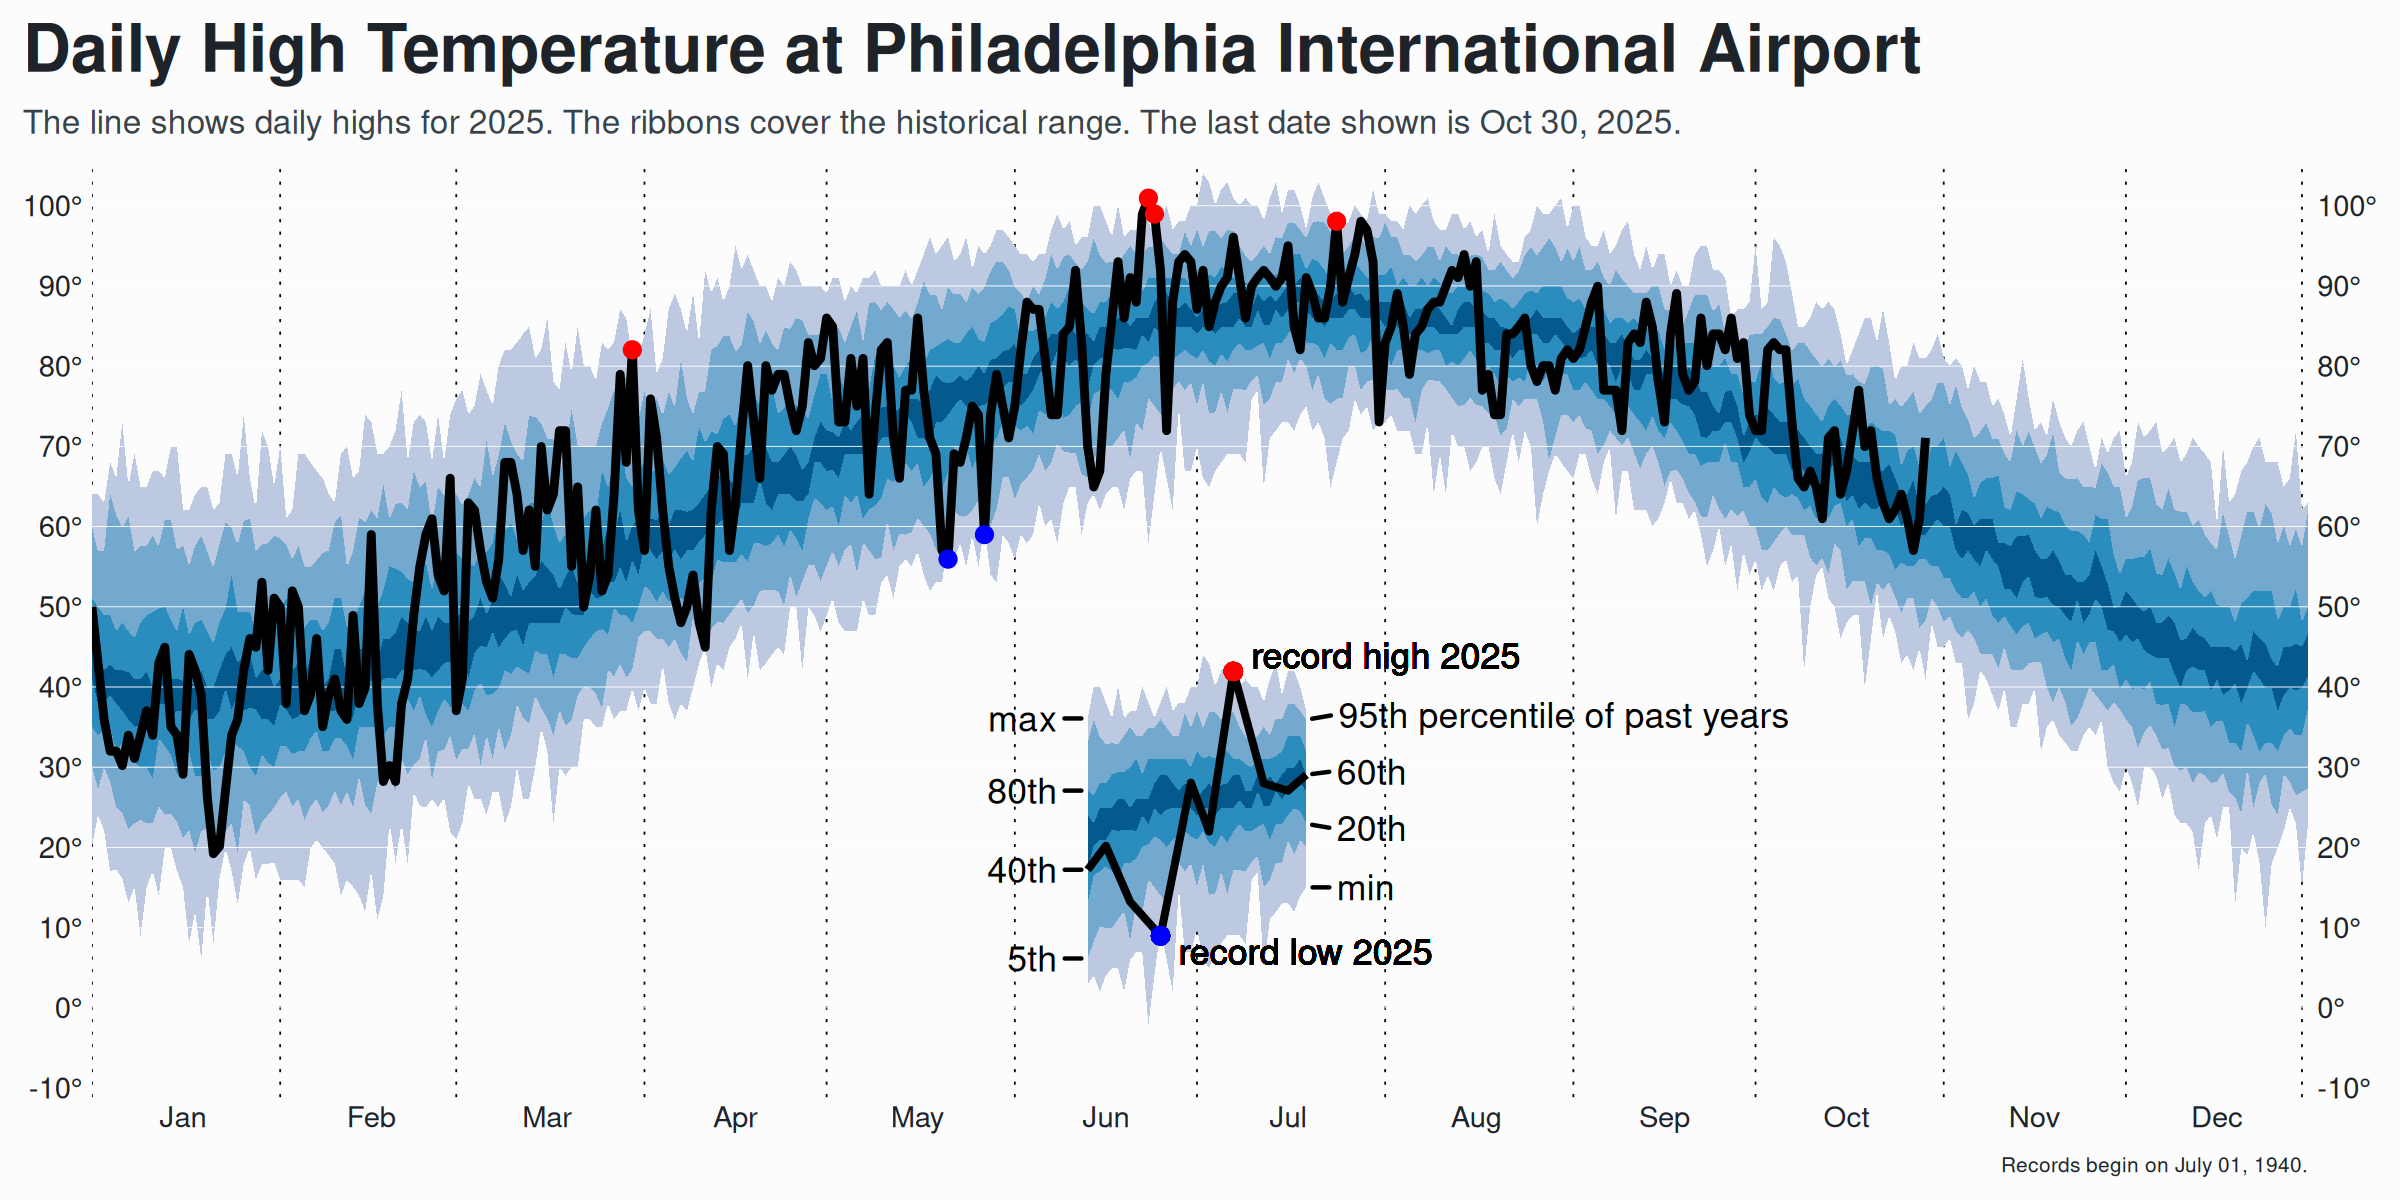 Daily High Temperature at Philadelphia International Airport
The line shows daily highs for 2025. The ribbons cover the historical range. The last date shown is Oct 30, 2025.
100° 100°
90° 90°
80° 80°
70° 70°
60° 60°
50° 50°
40° 40°
30° 30°
20° 20°
10° 10°
0° 0°
-10° -10°
record high 2025
max
95th percentile of past years
80th
60th
40th
20th
min
5th
record low 2025
Jan Feb Mar Apr May Jun Jul Aug Sep Oct Nov Dec
Records begin on July 01, 1940.